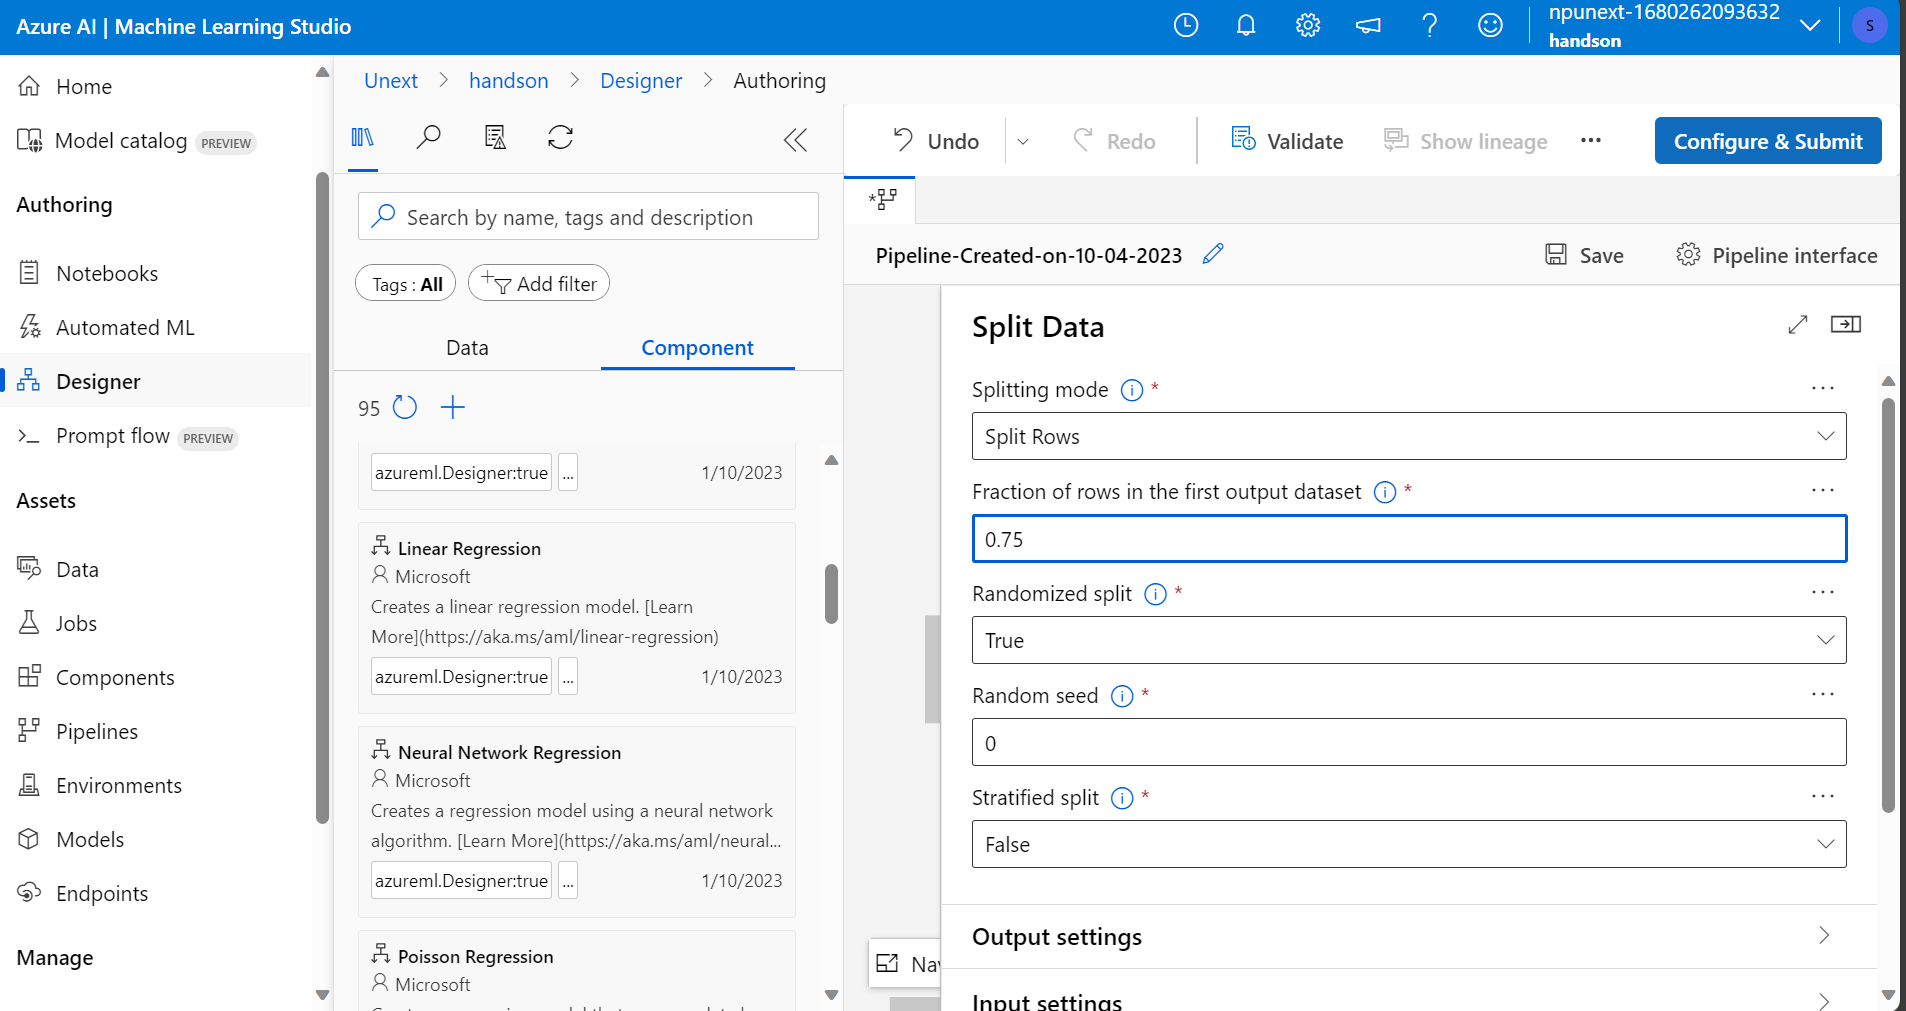 Azure AI | Machine Learning Studio
npunext-1680262093632
handson
S
Home
Model catalog PREVIEW
Authoring
Notebooks
Automated ML
Designer
Prompt flow PREVIEW
Assets
Data
Jobs
Components
Pipelines
Environments
Models
Endpoints
Manage
Unext > handson > Designer > Authoring
Search by name, tags and description
Tags : All
Add filter
Data
Component
95
azureml.Designer:true ... 1/10/2023
Linear Regression
Microsoft
Creates a linear regression model. [Learn
More](https://aka.ms/aml/linear-regression)
azureml.Designer:true ... 1/10/2023
Neural Network Regression
Microsoft
Creates a regression model using a neural network
algorithm. [Learn More](https://aka.ms/aml/neural...
azureml.Designer:true ... 1/10/2023
Poisson Regression
Microsoft
Undo
Redo
Validate
Show lineage
Configure & Submit
Pipeline-Created-on-10-04-2023
Save
Pipeline interface
Split Data
Splitting mode *
Split Rows
Fraction of rows in the first output dataset *
0.75
Randomized split *
True
Random seed *
0
Stratified split *
False
Output settings
Input settings
Nav